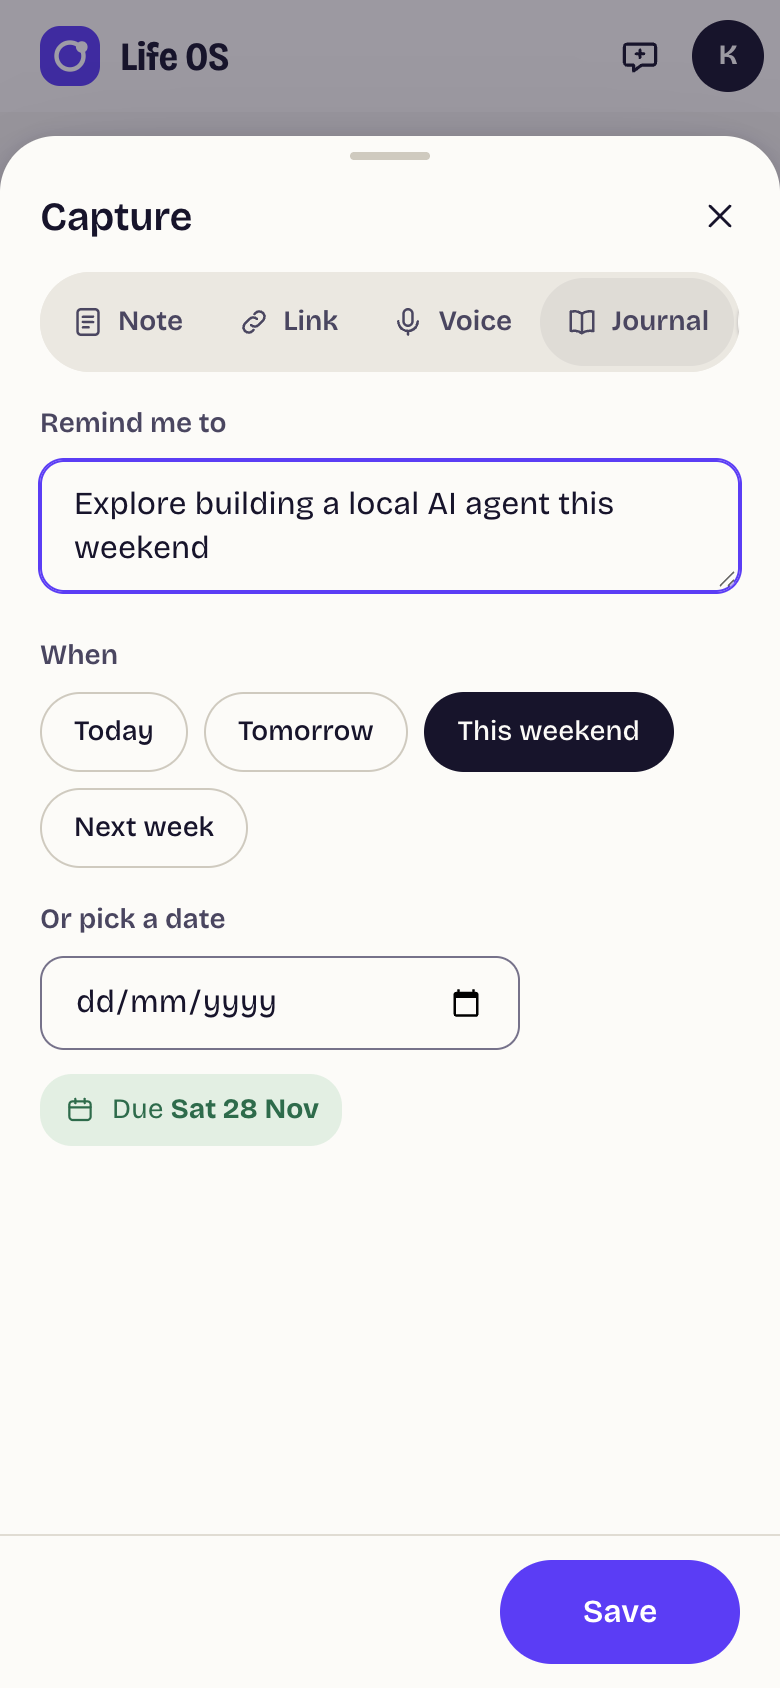 Life OS
K
Capture
Note Link Voice Journal
Remind me to
Explore building a local AI agent this
weekend
When
Today Tomorrow This weekend
Next week
Or pick a date
dd/mm/yyyy
Due Sat 28 Nov
Save